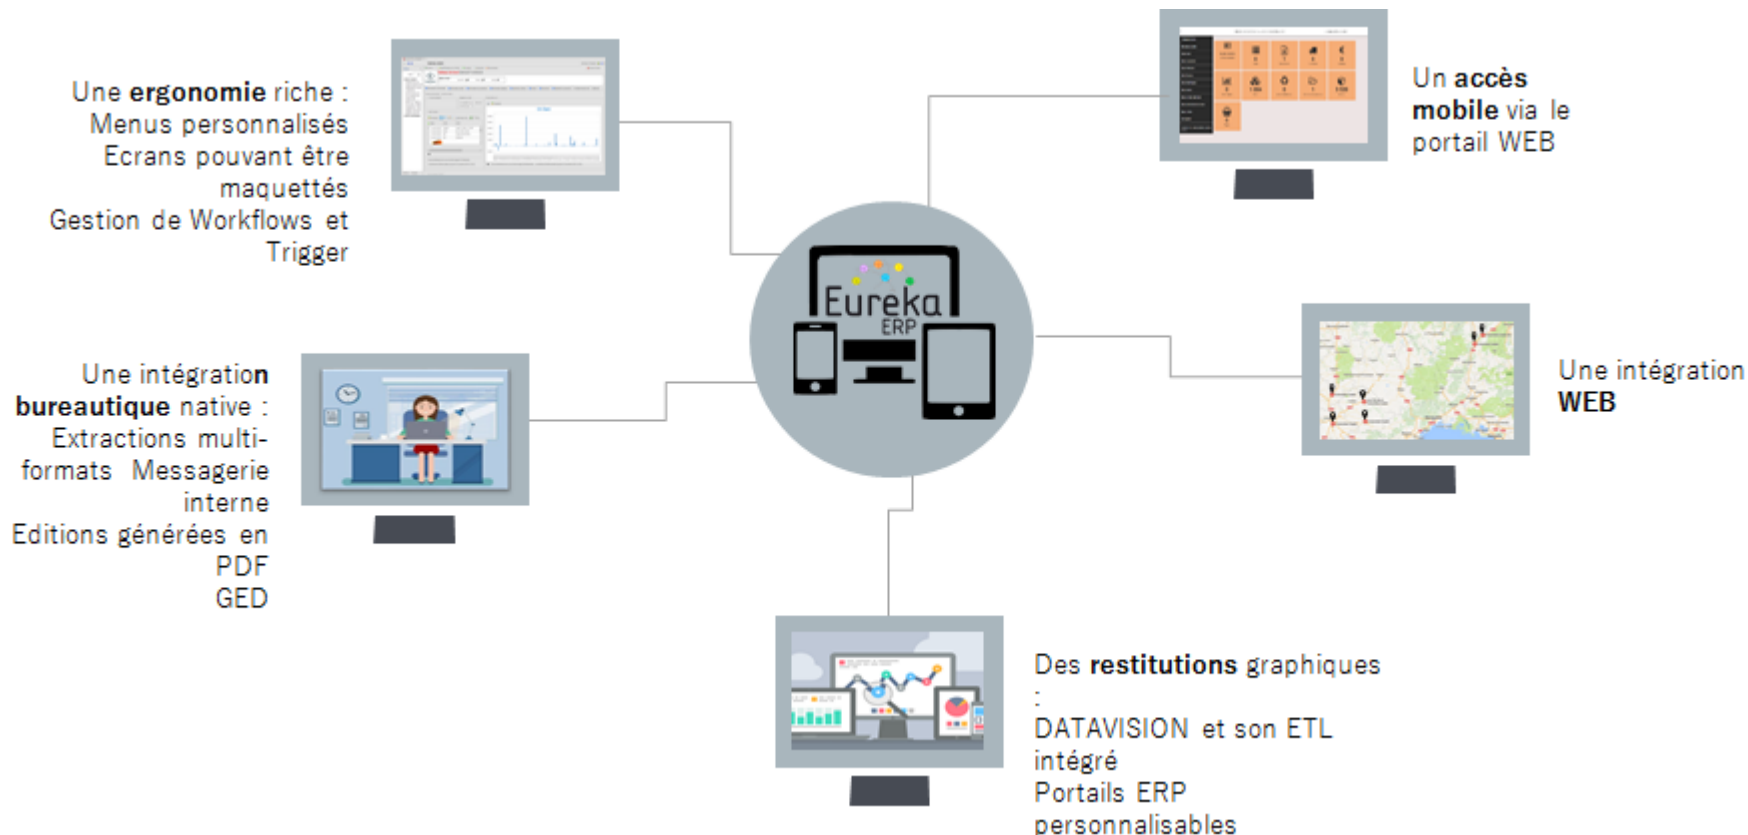 Une ergonomie riche :
Menus personnalisés
Ecrans pouvant être
maquettés
Gestion de Workflows et
Trigger
Un accès
mobile via le
portail WEB
Eureka
ERP
Une intégration
bureautique native :
Extractions multi-
formats Messagerie
interne
Editions générées en
PDF
GED
Une intégration
WEB
Des restitutions graphiques
:
DATAVISION et son ETL
intégré
Portails ERP
personnalisables